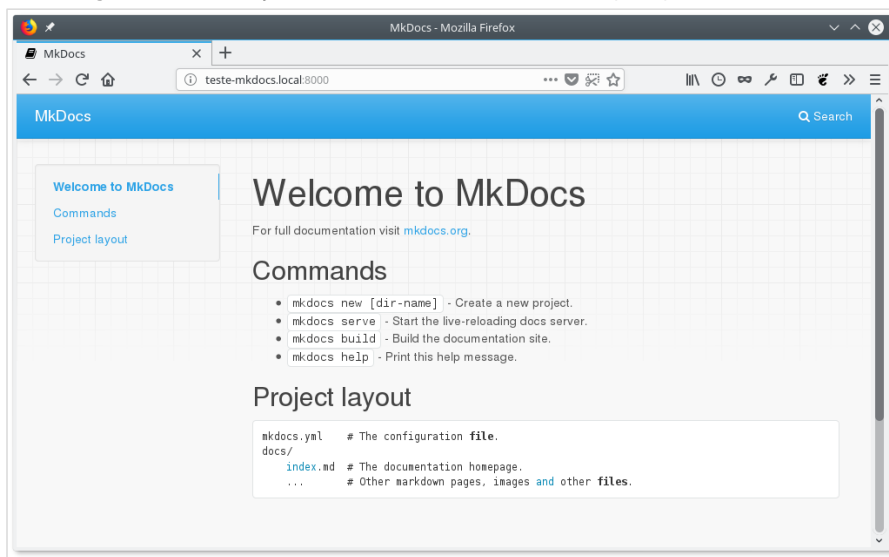 MkDocs - Mozilla Firefox
MkDocs
teste-mkdocs.local:8000
MkDocs
Search
Welcome to MkDocs
Commands
Project layout
Welcome to MkDocs
For full documentation visit mkdocs.org.
Commands
mkdocs new [dir-name] - Create a new project.
mkdocs serve - Start the live-reloading docs server.
mkdocs build - Build the documentation site.
mkdocs help - Print this help message.
Project layout
mkdocs.yml # The configuration file.
docs/
index.md # The documentation homepage.
... # Other markdown pages, images and other files.